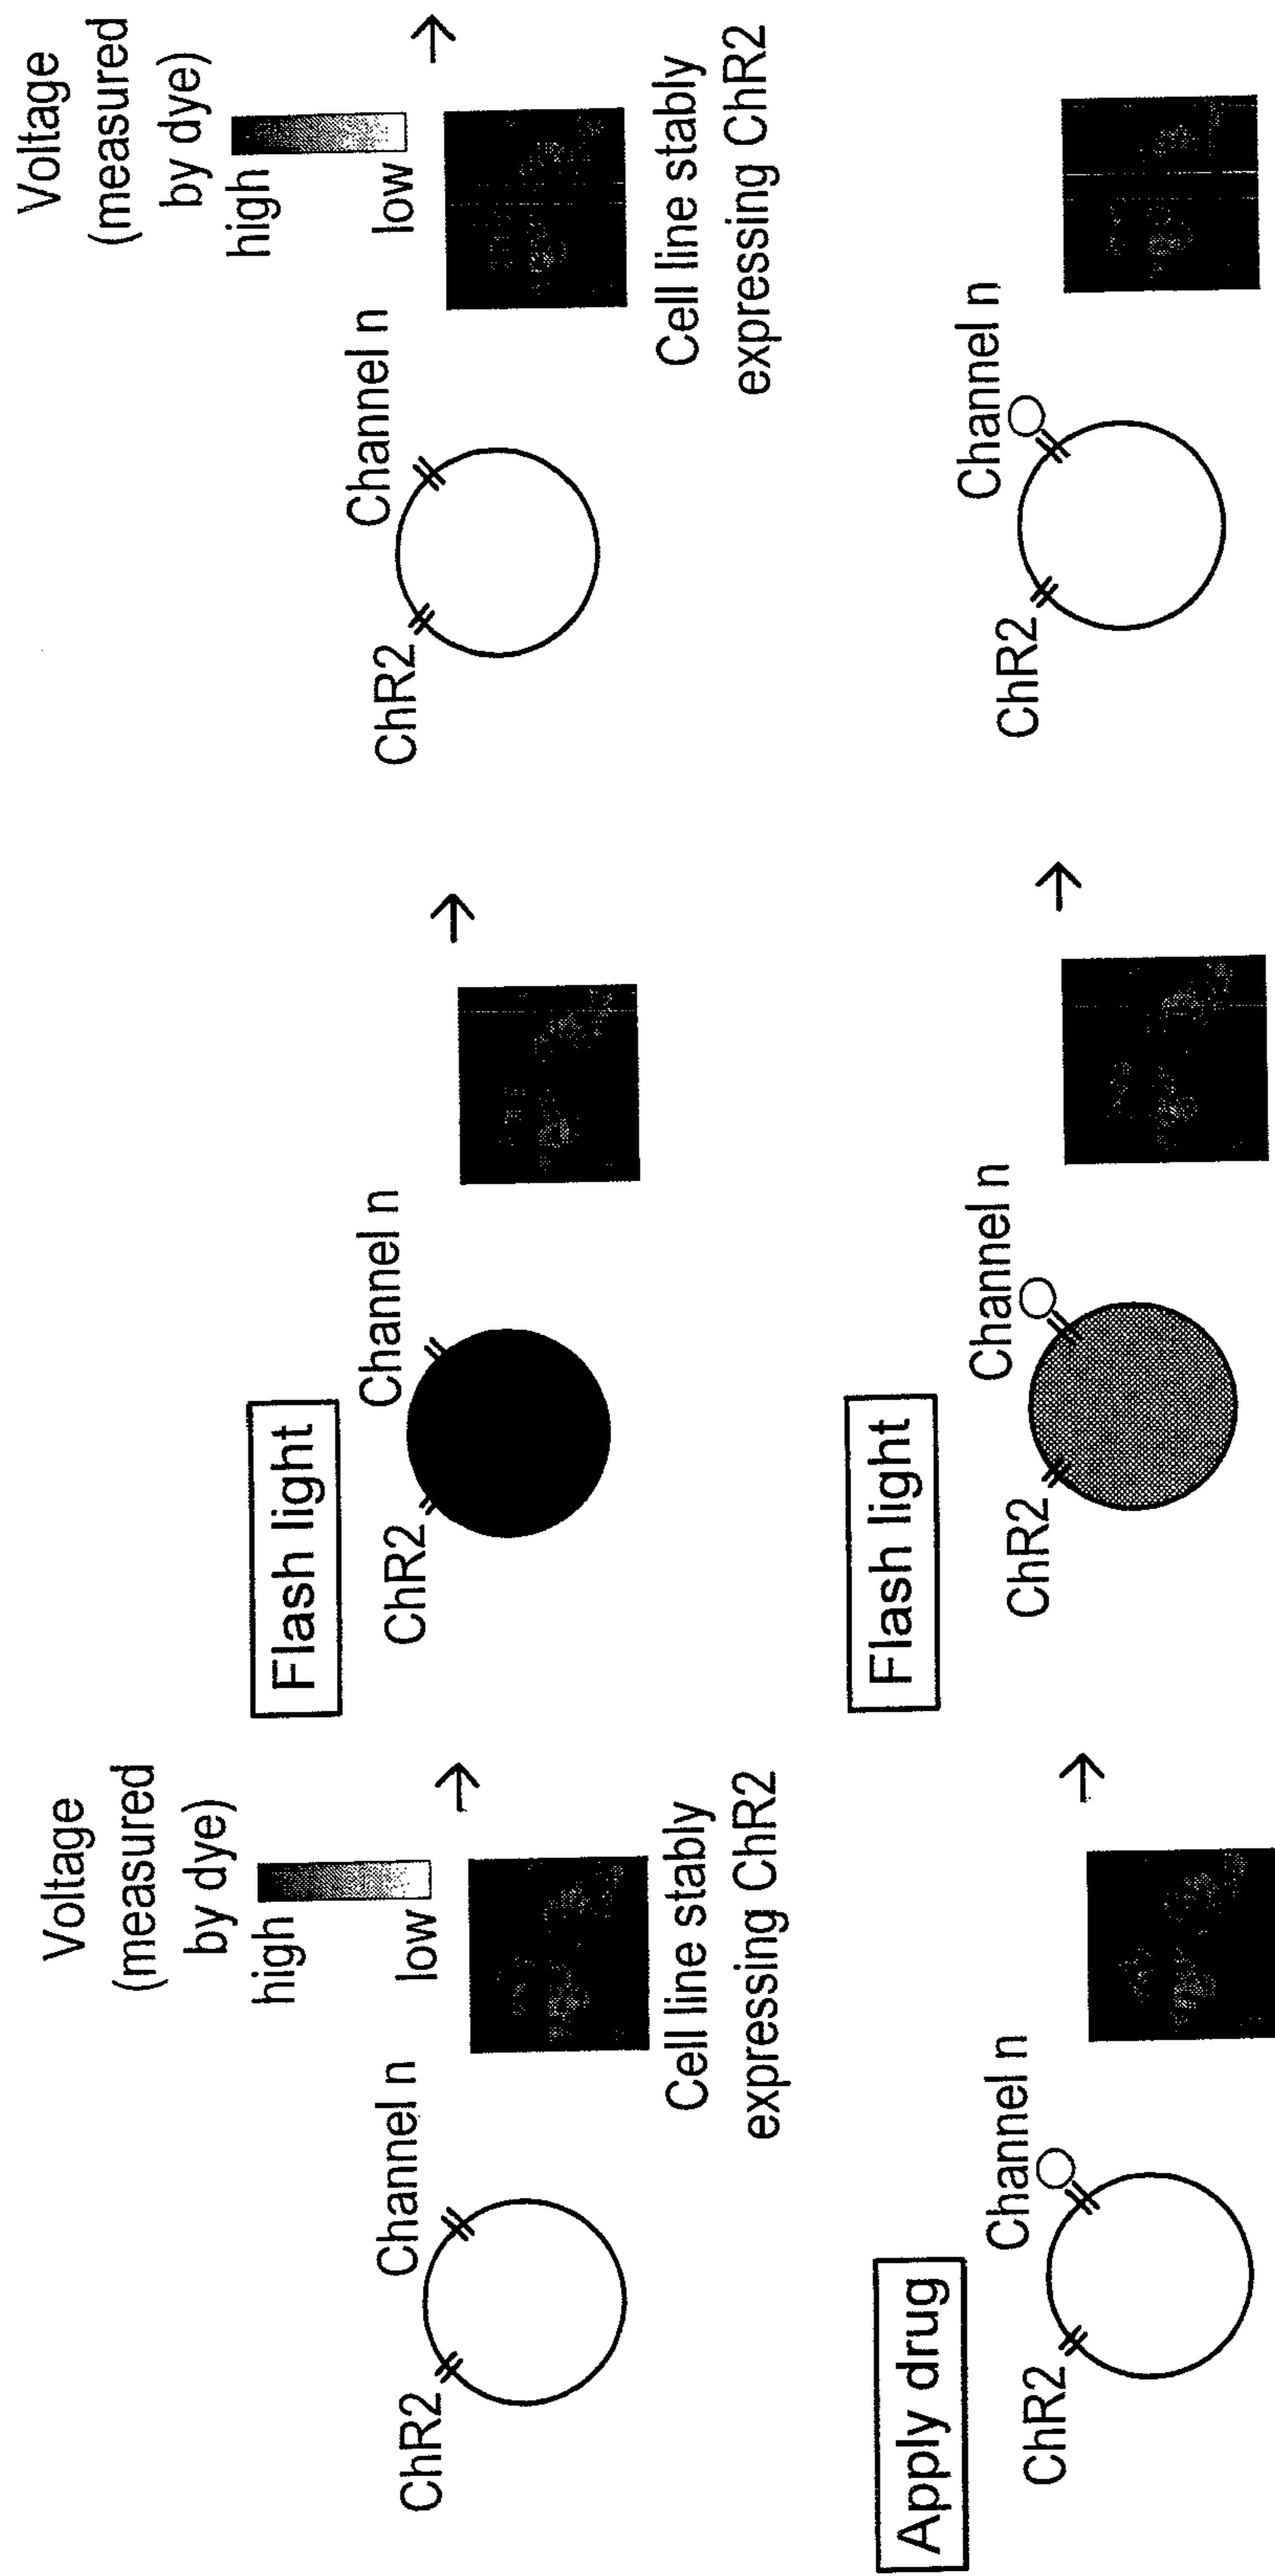 Voltage
(measured
by dye)
high
low
ChR2
Channel n
Cell line stably
expressing ChR2
Flash light
ChR2
Channel n
Voltage
(measured
by dye)
high
low
ChR2
Channel n
Cell line stably
expressing ChR2
Apply drug
ChR2
Channel n
Flash light
ChR2
Channel n
ChR2
Channel n